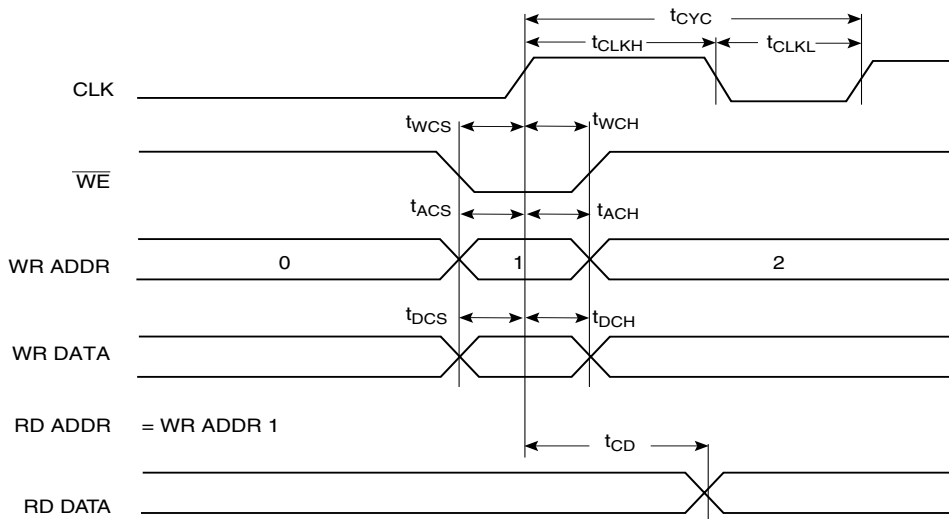 tCYC
tCLKH tCLKL
CLK
tWCS tWCH
WE
tACS tACH
WR ADDR 0 1 2
tDCS tDCH
WR DATA
RD ADDR = WR ADDR 1
tCD
RD DATA